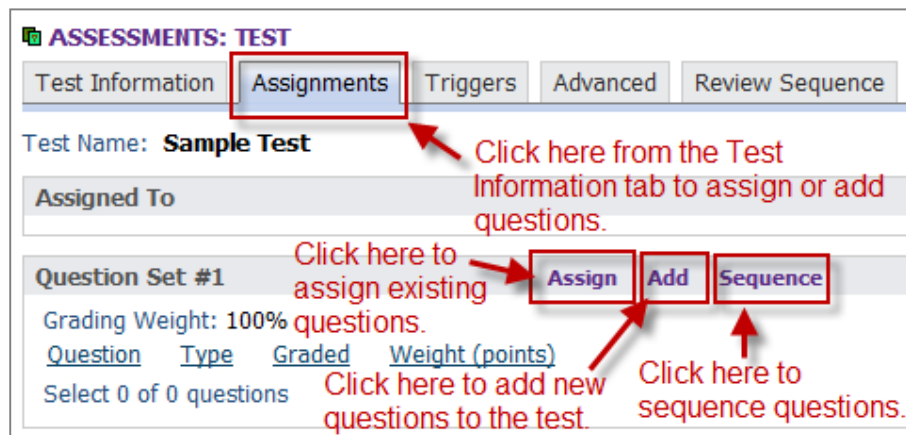 ASSESSMENTS: TEST
Test Information Assignments Triggers Advanced Review Sequence
Test Name: Sample Test
Click here from the Test
Information tab to assign or add
questions.
Assigned To
Click here to
assign existing
questions.
Question Set #1 Assign Add Sequence
Grading Weight: 100%
Question Type Graded Weight (points)
Select 0 of 0 questions
Click here to add new
questions to the test.
Click here to
sequence questions.